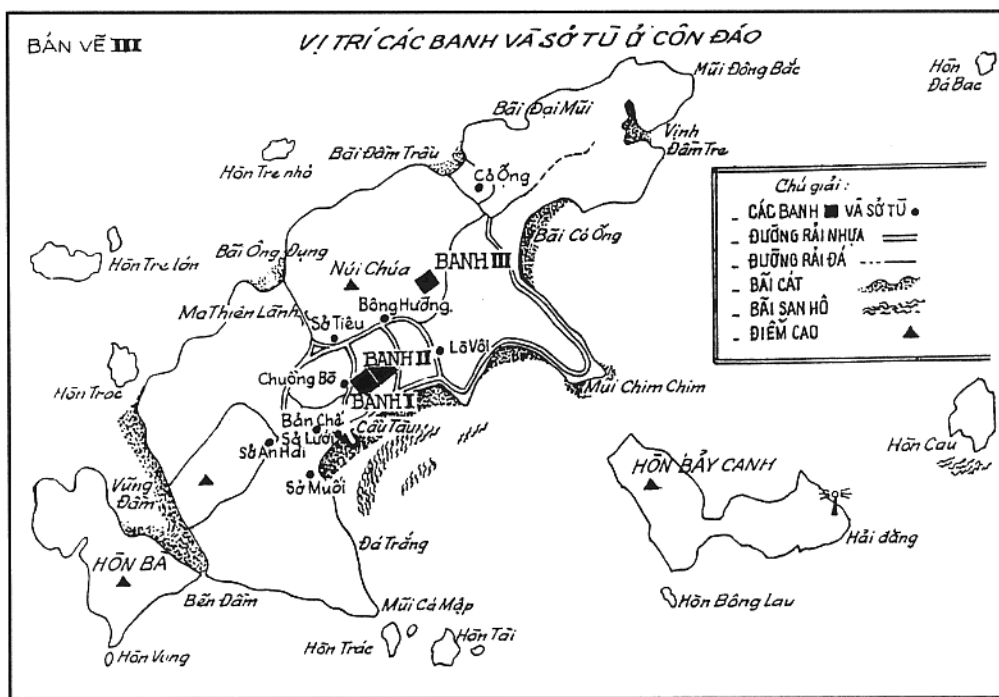 BẢN VẼ III
VỊ TRÍ CÁC BANH VÀ SỞ TÙ Ở CÔN ĐẢO
Mũi Đông Bắc
Hòn Đá Bạc
Bãi Đại Mũi
Vịnh Đầm Tre
Bãi Đầm Trầu
Hòn Tre nhỏ
Cỏ Ống
Chú giải :
- CÁC BANH ■ VÀ SỞ TÙ ●
- ĐƯỜNG RẢI NHỰA
- ĐƯỜNG RẢI ĐÁ
- BÃI CÁT
- BÃI SAN HÔ
- ĐIỂM CAO ▲
Bãi Cỏ Ống
Hòn Tre lớn
Bãi Ông Đụng
NÚI CHÚA
BANH III
Ma Thiên Lãnh
Bông Hường
Sở Tiêu
Lò Vôi
BANH II
Chuồng Bò
BANH I
Mũi Chim Chim
Hòn Trọc
Bản Chế
Cầu Tàu
Sở Lưới
Sở An Hải
Hòn Cau
Sở Muối
HÒN BẢY CẠNH
Vũng Đầm
Hải đăng
Đá Trắng
HÒN BÀ
Bến Đầm
Mũi Cá Mập
Hòn Bông Lau
Hòn Trác
Hòn Tài
Hòn Vung